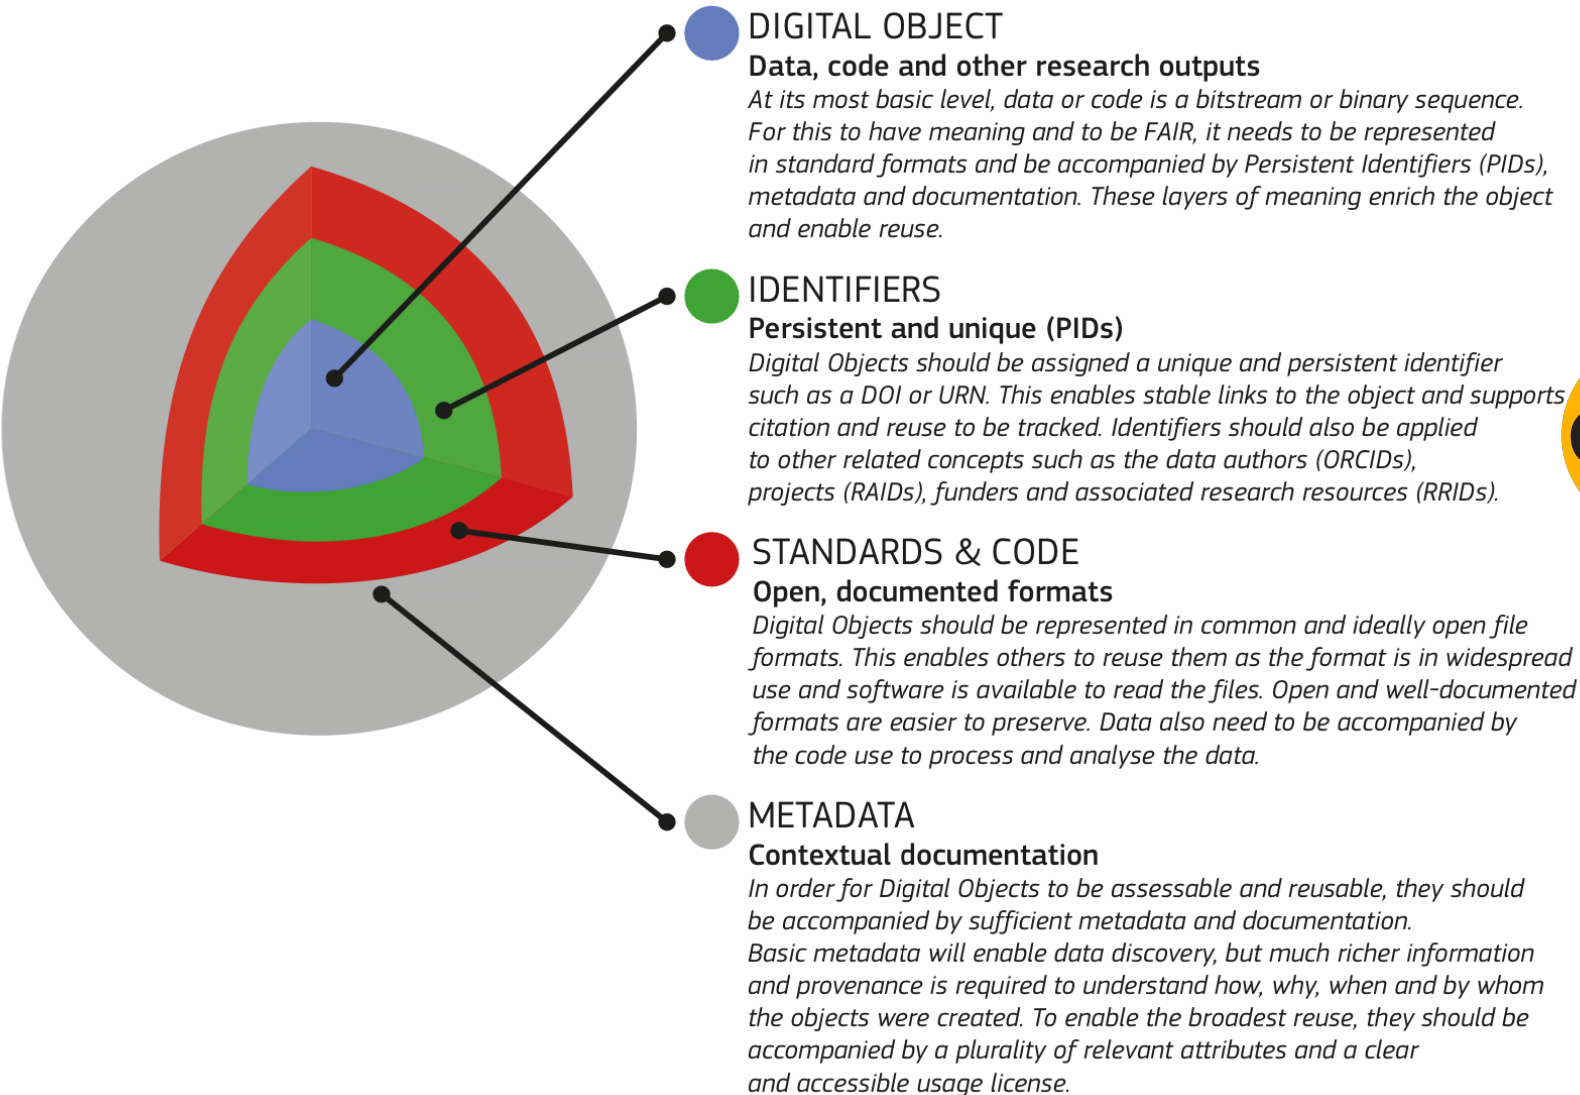 DIGITAL OBJECT
Data, code and other research outputs
At its most basic level, data or code is a bitstream or binary sequence.
For this to have meaning and to be FAIR, it needs to be represented
in standard formats and be accompanied by Persistent Identifiers (PIDs),
metadata and documentation. These layers of meaning enrich the object
and enable reuse.
IDENTIFIERS
Persistent and unique (PIDs)
Digital Objects should be assigned a unique and persistent identifier
such as a DOI or URN. This enables stable links to the object and supports
citation and reuse to be tracked. Identifiers should also be applied
to other related concepts such as the data authors (ORCIDs),
projects (RAIDs), funders and associated research resources (RRIDs).
STANDARDS & CODE
Open, documented formats
Digital Objects should be represented in common and ideally open file
formats. This enables others to reuse them as the format is in widespread
use and software is available to read the files. Open and well-documented
formats are easier to preserve. Data also need to be accompanied by
the code use to process and analyse the data.
METADATA
Contextual documentation
In order for Digital Objects to be assessable and reusable, they should
be accompanied by sufficient metadata and documentation.
Basic metadata will enable data discovery, but much richer information
and provenance is required to understand how, why, when and by whom
the objects were created. To enable the broadest reuse, they should be
accompanied by a plurality of relevant attributes and a clear
and accessible usage license.